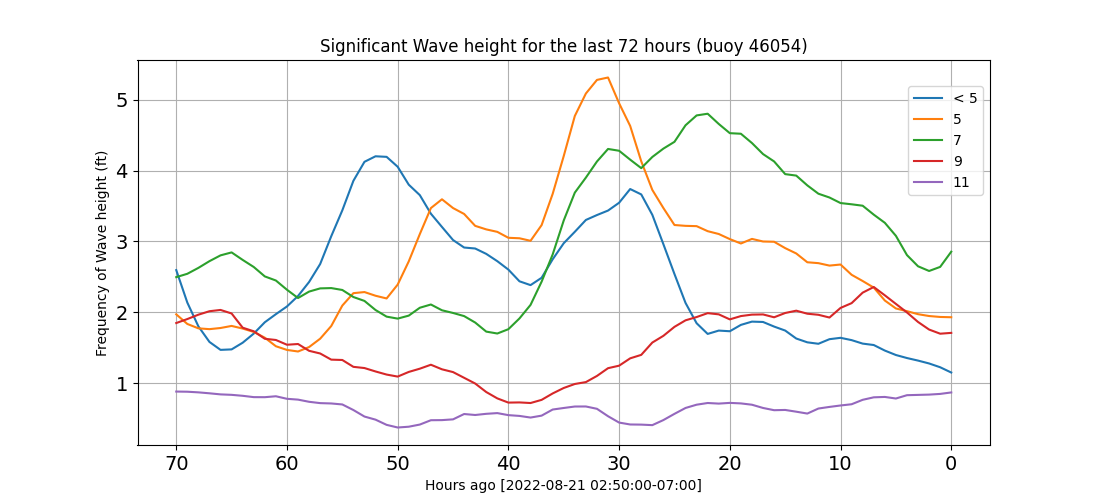 Significant Wave height for the last 72 hours (buoy 46054)
Frequency of Wave height (ft)
5
4
3
2
1
< 5
5
7
9
11
70 60 50 40 30 20 10 0
Hours ago [2022-08-21 02:50:00-07:00]